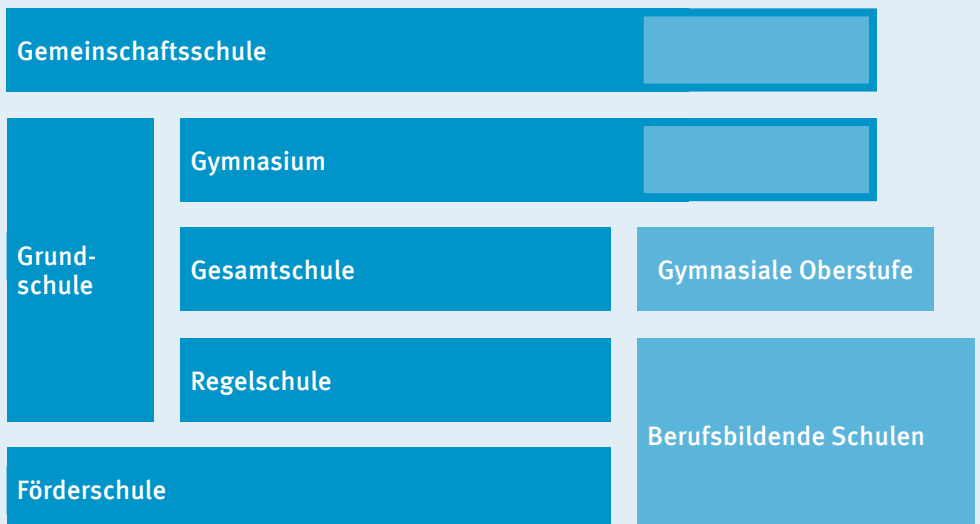 Gemeinschaftsschule
Gymnasium
Grund-
schule
Gesamtschule
Gymnasiale Oberstufe
Regelschule
Berufsbildende Schulen
Förderschule